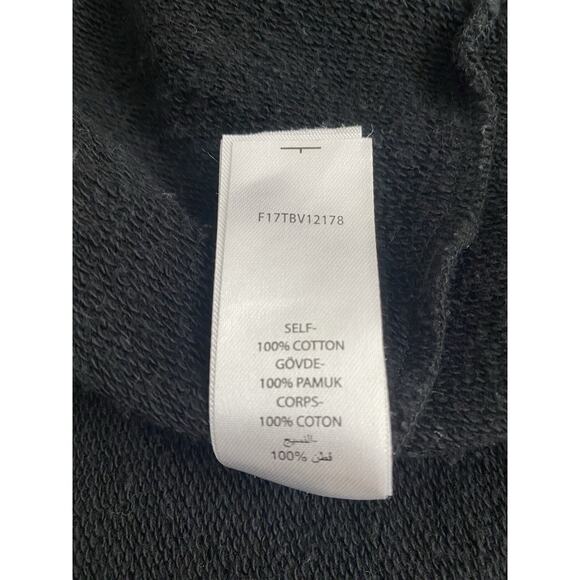 F17TBV12178
SELF-
100% COTTON
GÖVDE-
100% PAMUK
CORPS-
100% COTON
النسيج-
قطن %100